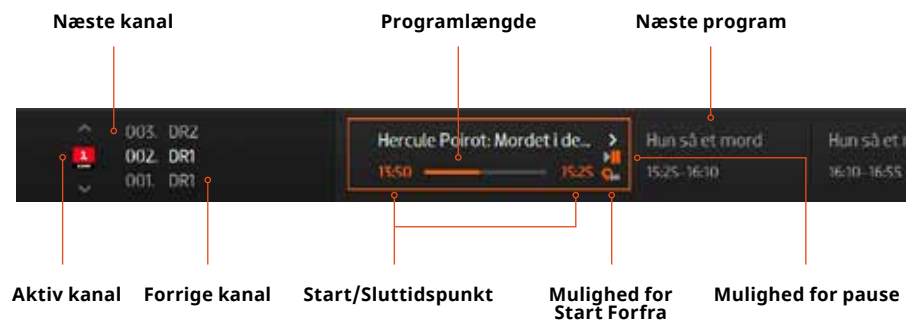 Næste kanal
Programlængde
Næste program
003. DR2
1
002. DR1
001. DR1
Hercule Poirot: Mordet i de...
13:50
15:25
Hun så et mord
15:25-16:10
Hun så et
16:10-16:55
Aktiv kanal
Forrige kanal
Start/Sluttidspunkt
Mulighed for
Start Forfra
Mulighed for pause